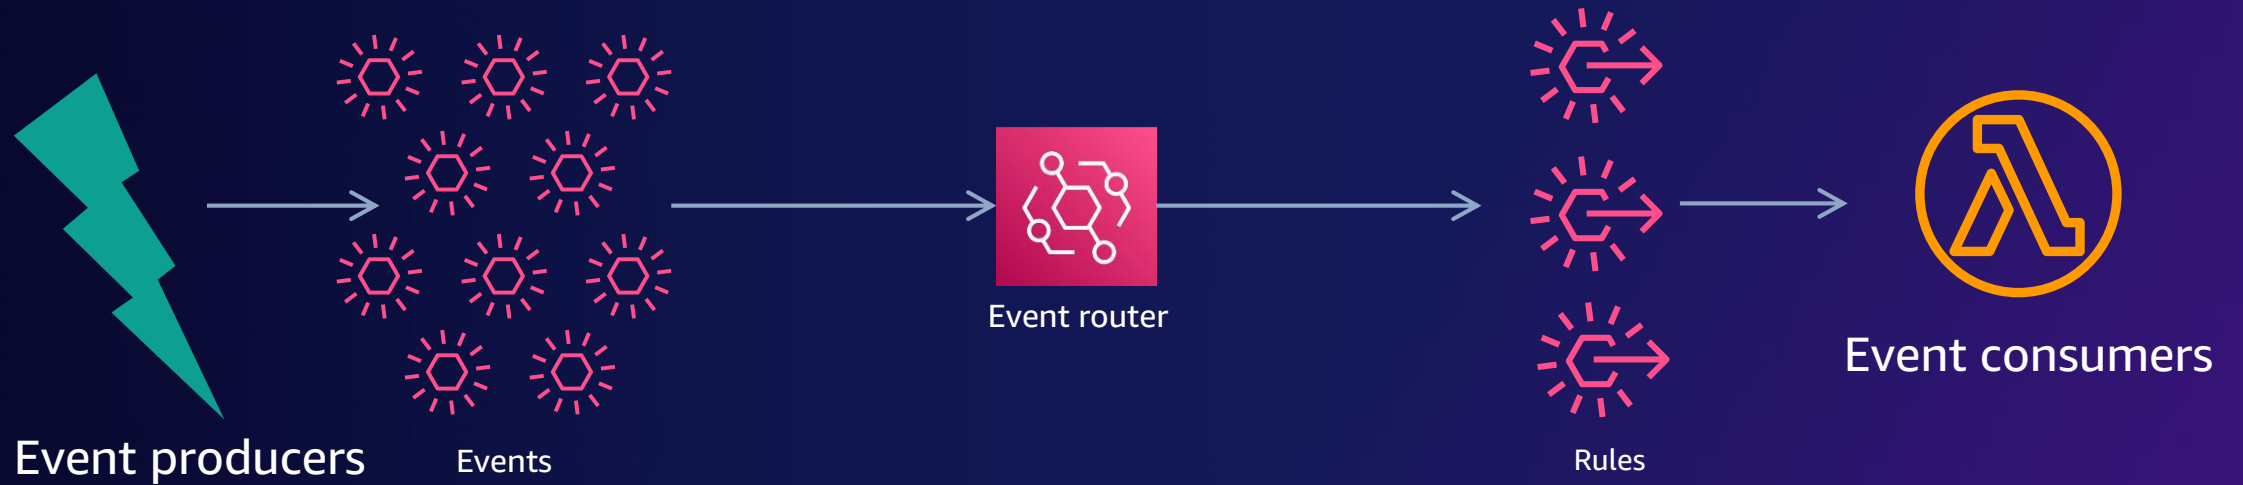 Event producers
Events
Event router
Rules
Event consumers